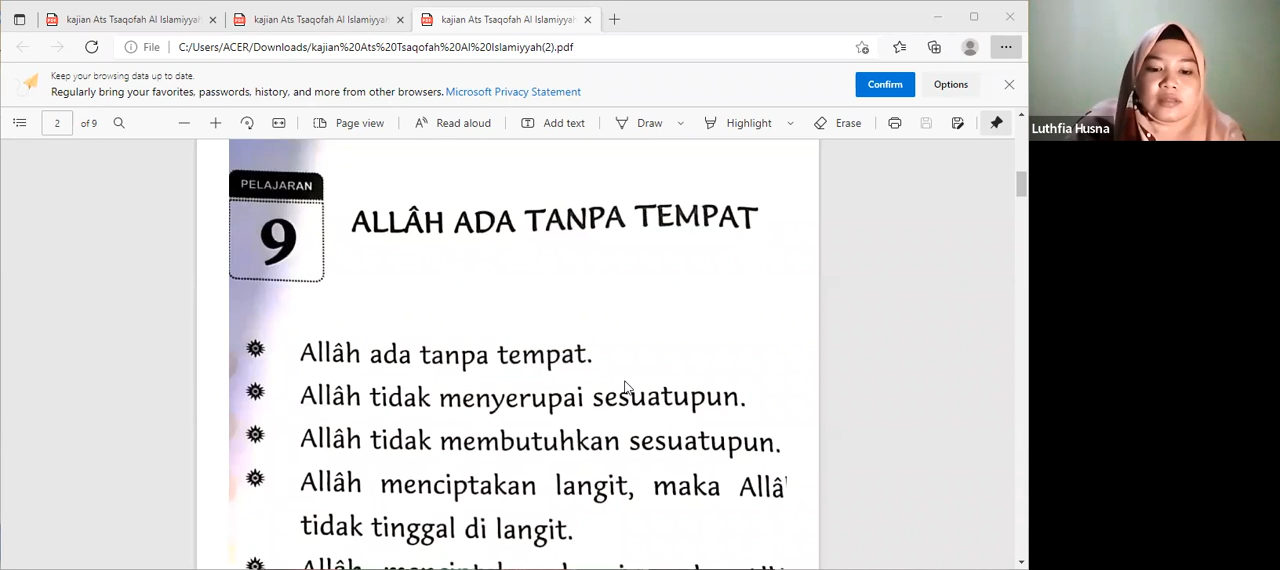 kajian Ats Tsaqofah Al Islamiyyah
kajian Ats Tsaqofah Al Islamiyyah
kajian Ats Tsaqofah Al Islamiyyah
File
C:/Users/ACER/Downloads/kajian%20Ats%20Tsaqofah%20Al%20Islamiyyah(2).pdf
Keep your browsing data up to date.
Regularly bring your favorites, passwords, history, and more from other browsers. Microsoft Privacy Statement
Confirm
Options
2 of 9
Page view
Read aloud
Add text
Draw
Highlight
Erase
Luthfia Husna
PELAJARAN
9
ALLÂH ADA TANPA TEMPAT
Allâh ada tanpa tempat.
Allâh tidak menyerupai sesuatupun.
Allâh tidak membutuhkan sesuatupun.
Allâh menciptakan langit, maka Allâ
tidak tinggal di langit.